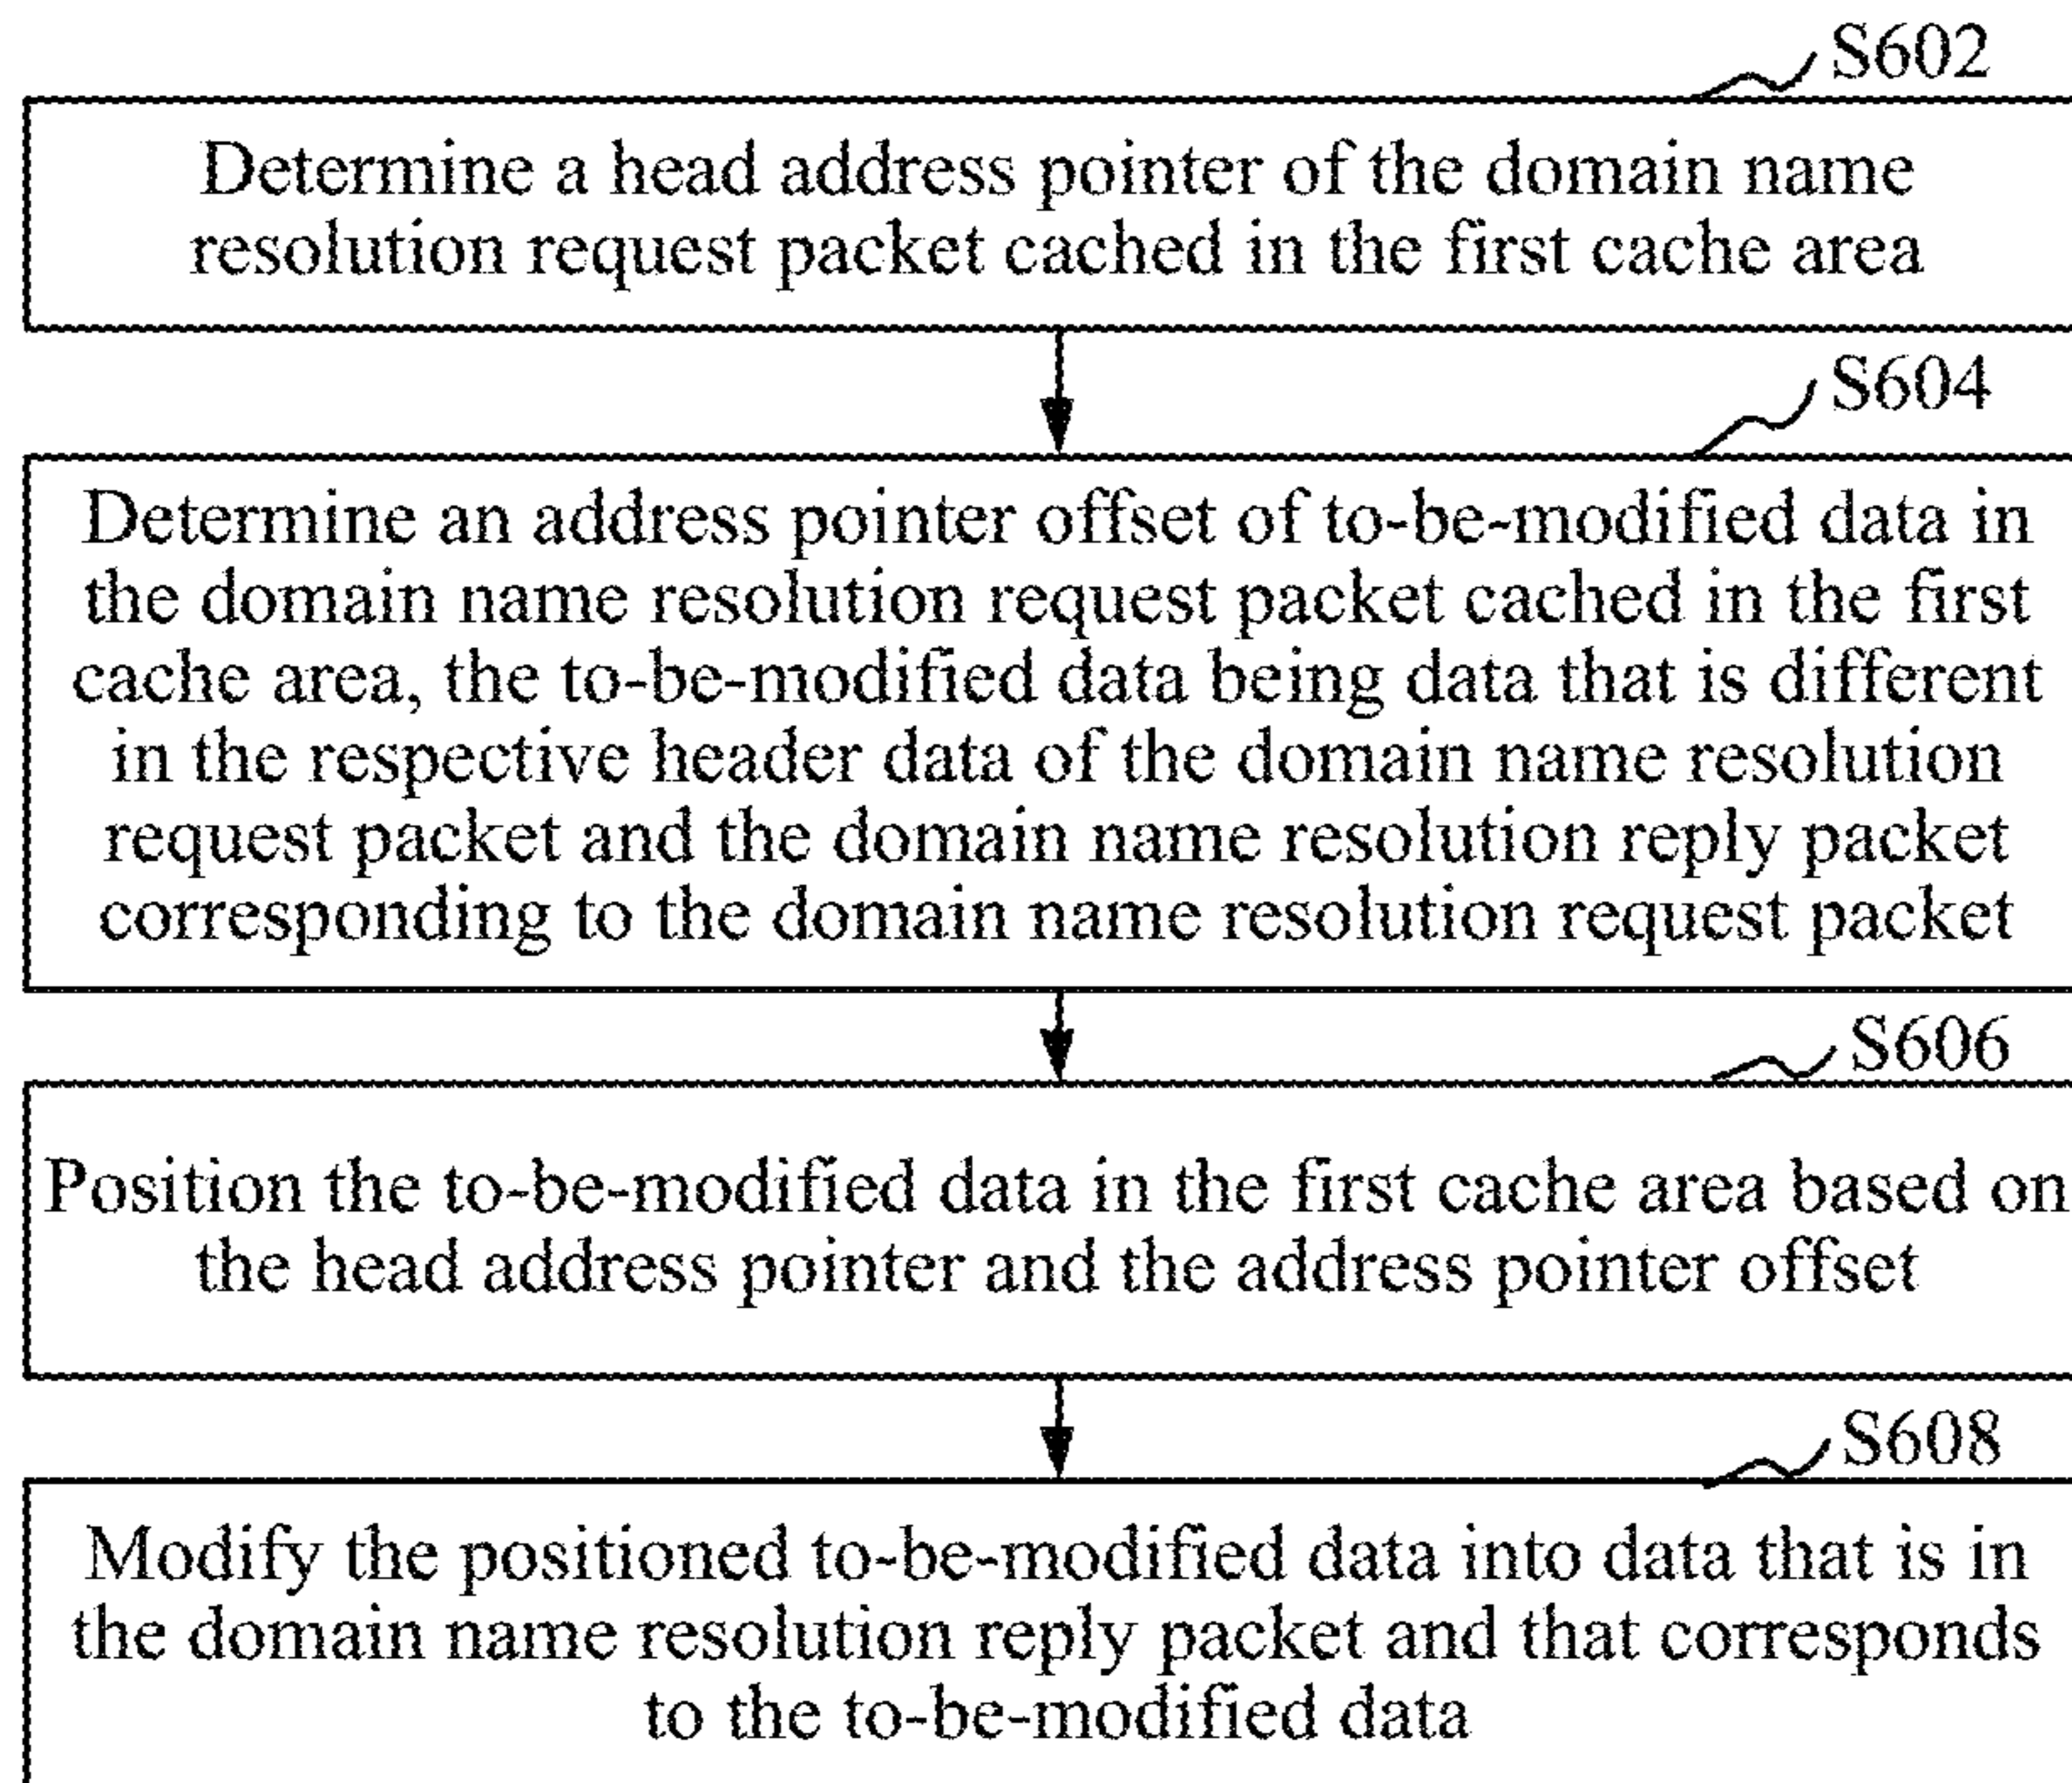 S602
Determine a head address pointer of the domain name
resolution request packet cached in the first cache area
S604
Determine an address pointer offset of to-be-modified data in
the domain name resolution request packet cached in the first
cache area, the to-be-modified data being data that is different
in the respective header data of the domain name resolution
request packet and the domain name resolution reply packet
corresponding to the domain name resolution request packet
S606
Position the to-be-modified data in the first cache area based on
the head address pointer and the address pointer offset
S608
Modify the positioned to-be-modified data into data that is in
the domain name resolution reply packet and that corresponds
to the to-be-modified data